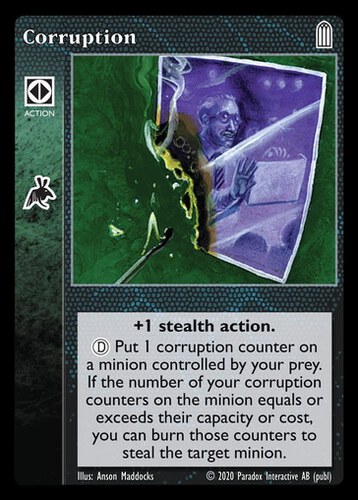 Corruption
ACTION
+1 stealth action.
Ⓓ Put 1 corruption counter on
a minion controlled by your prey.
If the number of your corruption
counters on the minion equals or
exceeds their capacity or cost,
you can burn those counters to
steal the target minion.
Illus: Anson Maddocks © 2020 Paradox Interactive AB (publ)